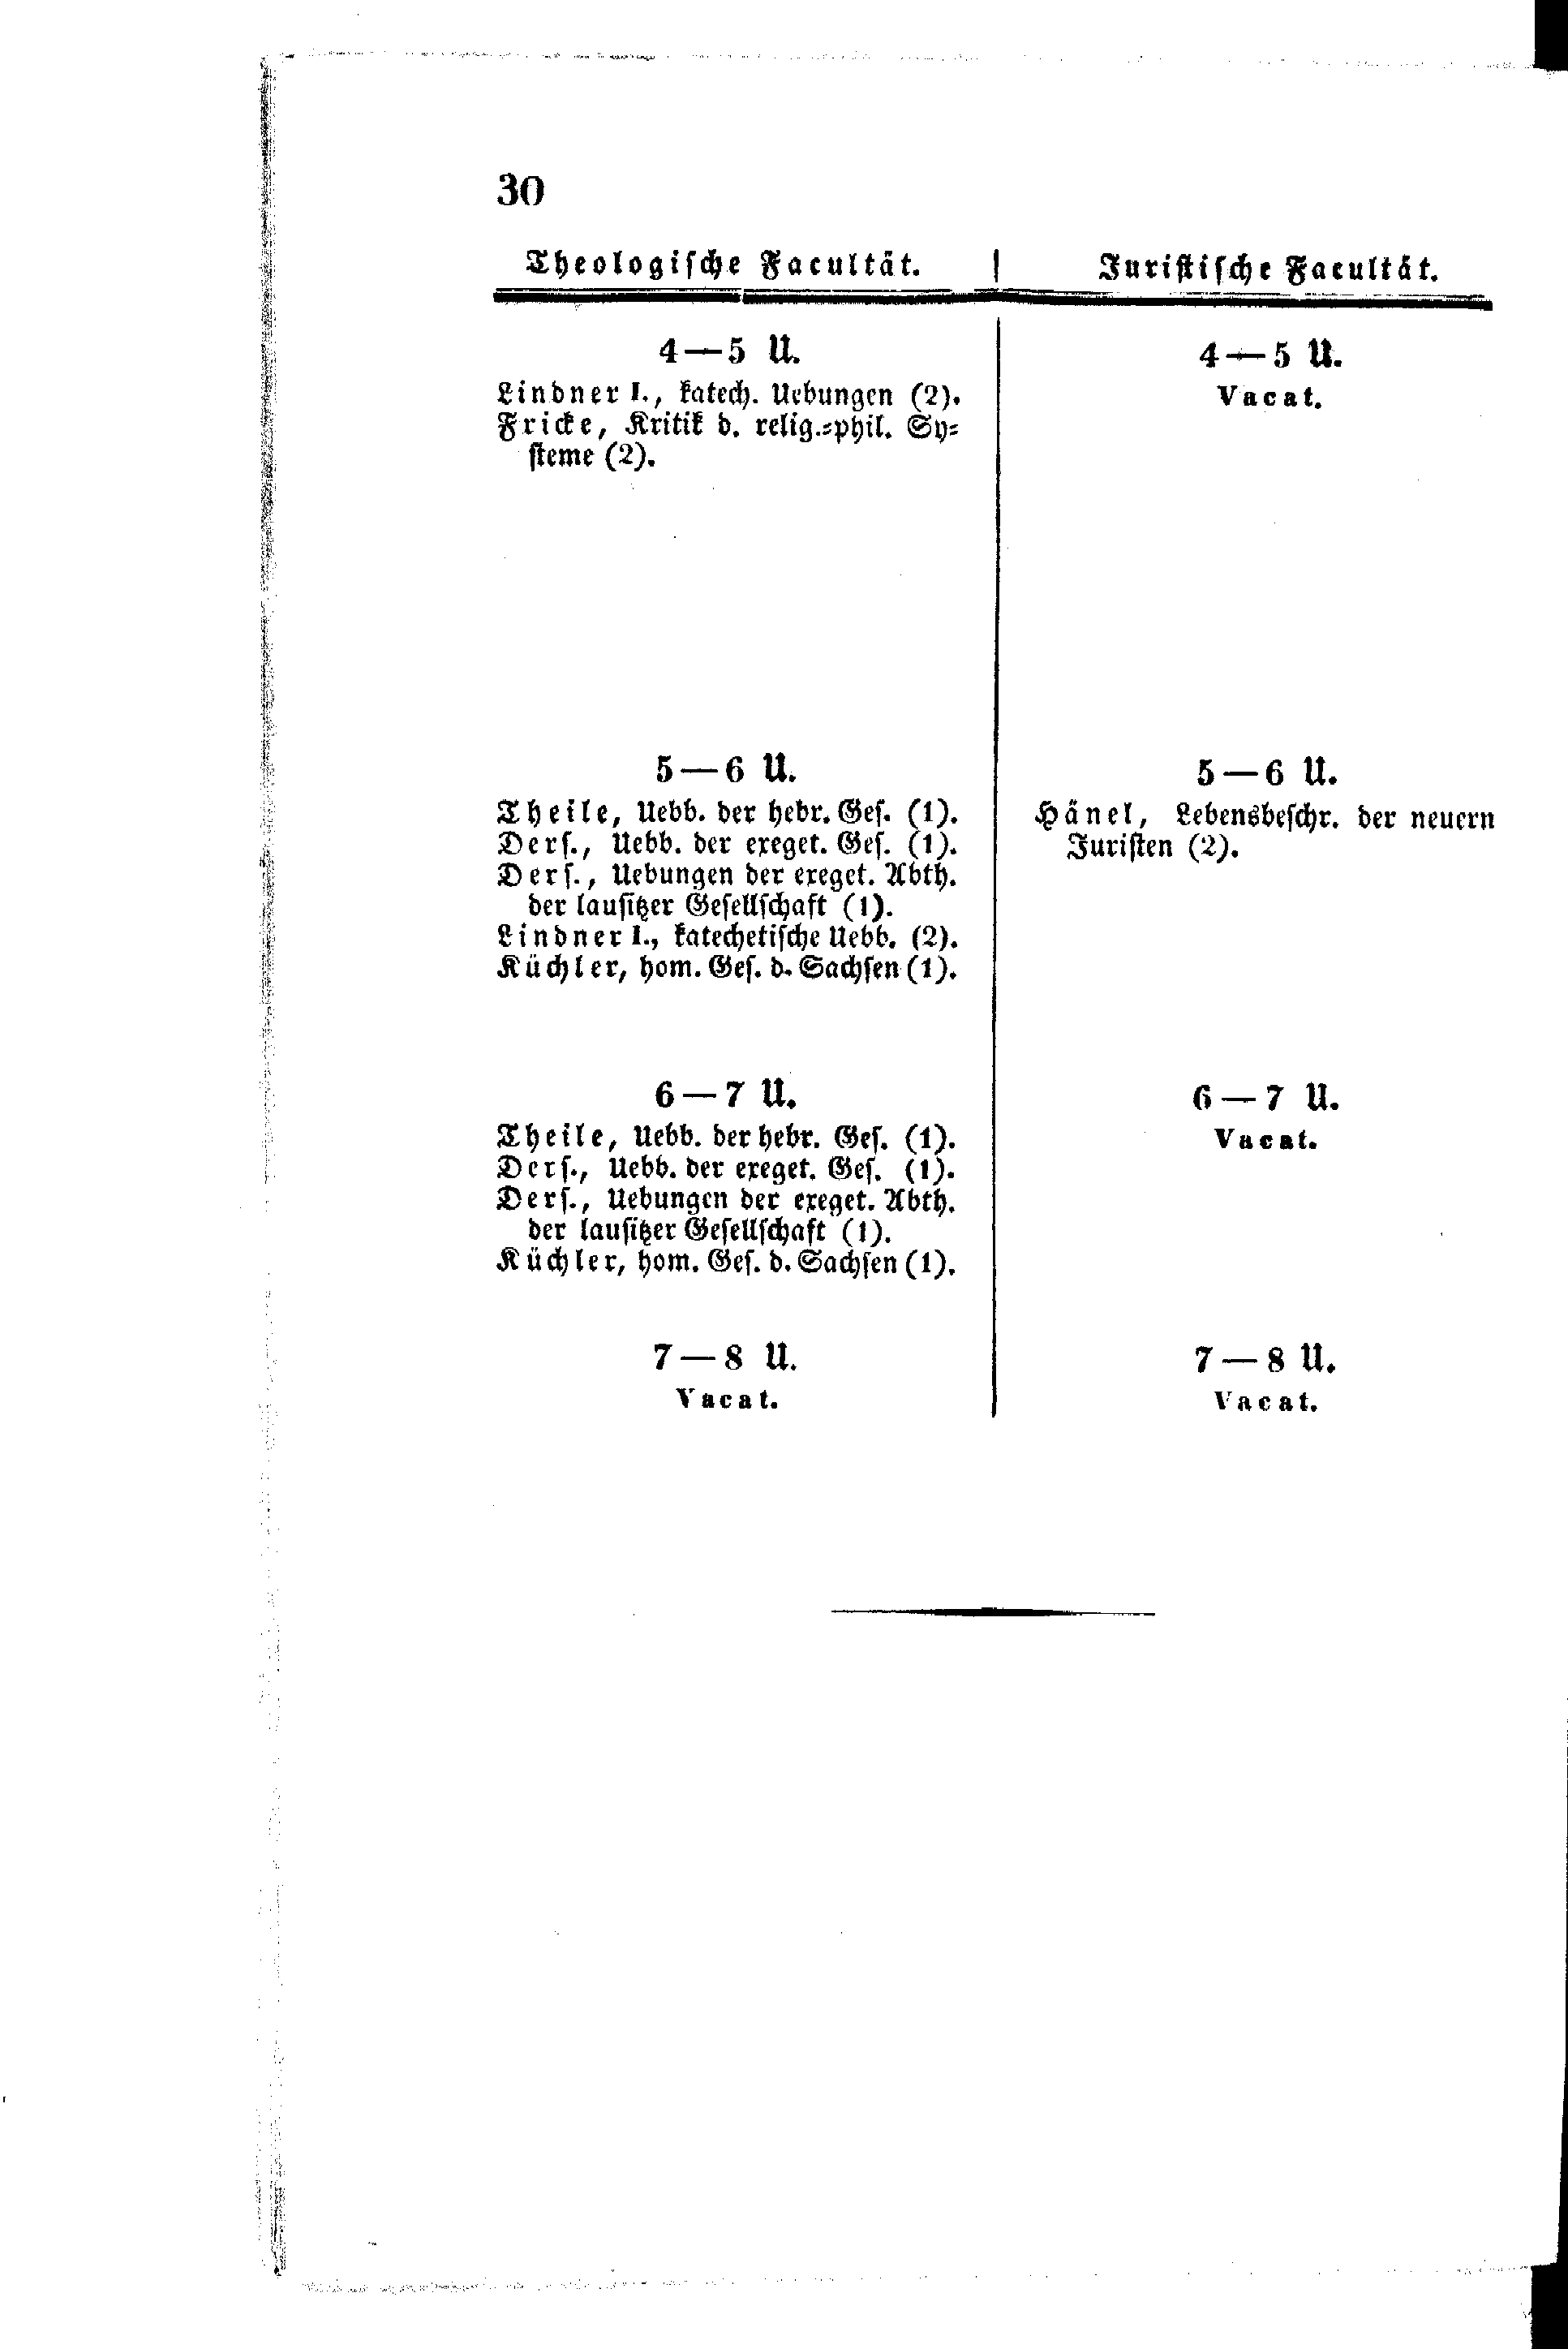 30
Theologische Facultät.
4—5 U.
Lindner I., katech. Uebungen (2).
Fricke, Kritik d. relig.=phil. Sy=
steme (2).
5—6 U.
Theile, Uebb. der hebr. Ges. (1).
Ders., Uebb. der exeget. Ges. (1).
Ders., Uebungen der exeget. Abth.
der lausitzer Gesellschaft (1).
Lindner I., katechetische Uebb. (2).
Küchler, hom. Ges. d. Sachsen (1).
6—7 U.
Theile, Uebb. der hebr. Ges. (1).
Ders., Uebb. der exeget. Ges. (1).
Ders., Uebungen der exeget. Abth.
der lausitzer Gesellschaft (1).
Küchler, hom. Ges. d. Sachsen (1).
7—8 U.
Vacat.
Juristische Facultät.
4—5 U.
Vacat.
5—6 U.
Hänel, Lebensbeschr. der neuern
Juristen (2).
6—7 U.
Vacat.
7—8 U.
Vacat.